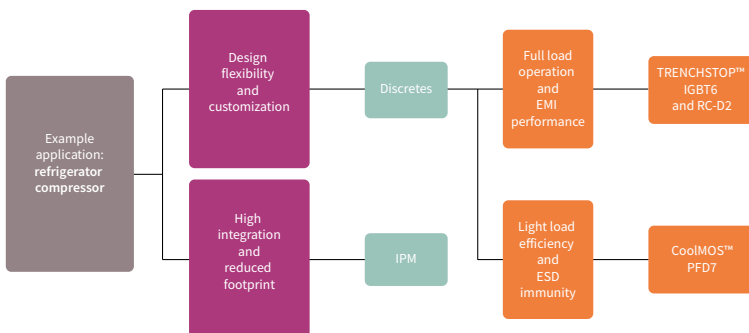 Example
application:
refrigerator
compressor
Design
flexibility
and
customization
Discretes
Full load
operation
and
EMI
performance
TRENCHSTOP™
IGBT6
and RC-D2
High
integration
and
reduced
footprint
IPM
Light load
efficiency
and
ESD
immunity
CoolMOS™
PFD7